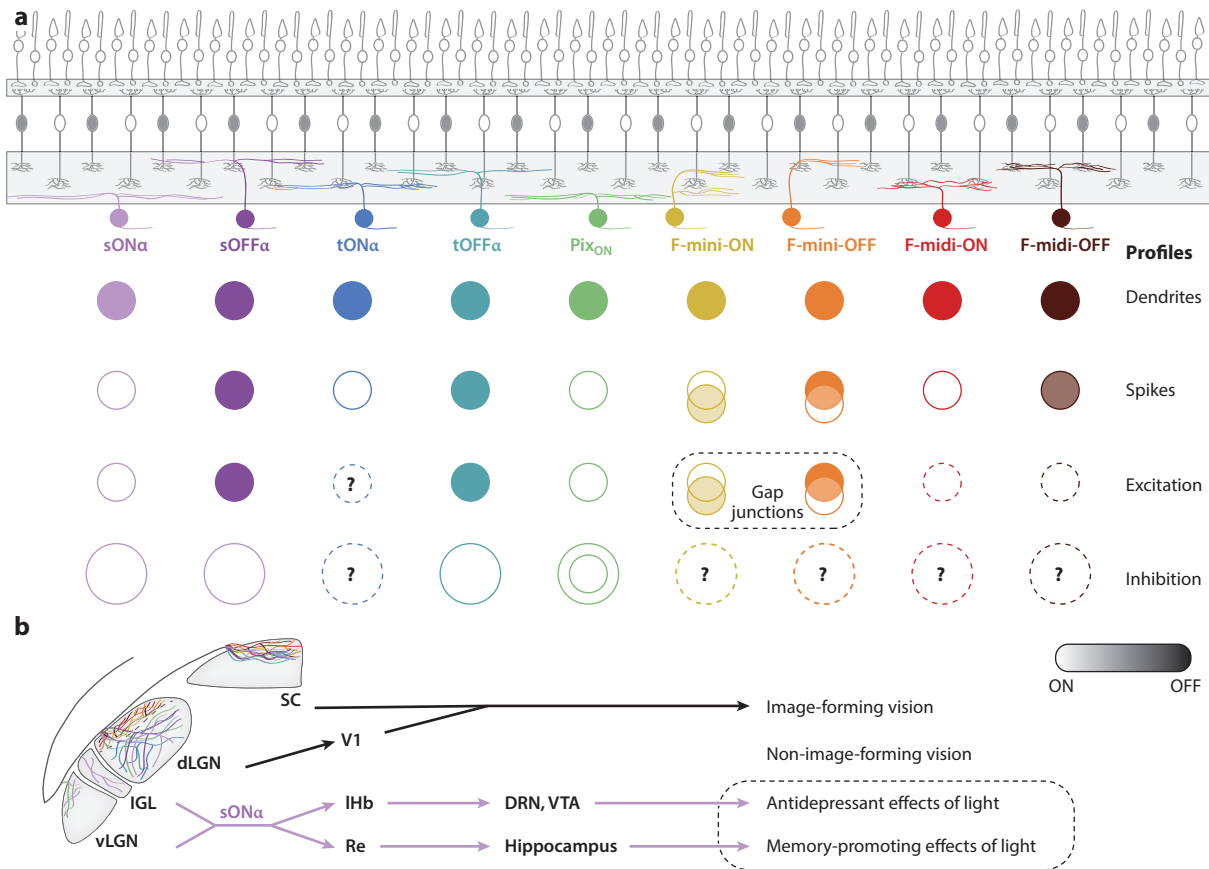 a
sONα sOFFα tONα tOFFα PixON F-mini-ON F-mini-OFF F-midi-ON F-midi-OFF Profiles
Dendrites
Spikes
? Gap junctions Excitation
? ? ? ? ? Inhibition
b
ON OFF
SC Image-forming vision
V1
dLGN Non-image-forming vision
IGL sONα lHb DRN, VTA Antidepressant effects of light
vLGN Re Hippocampus Memory-promoting effects of light